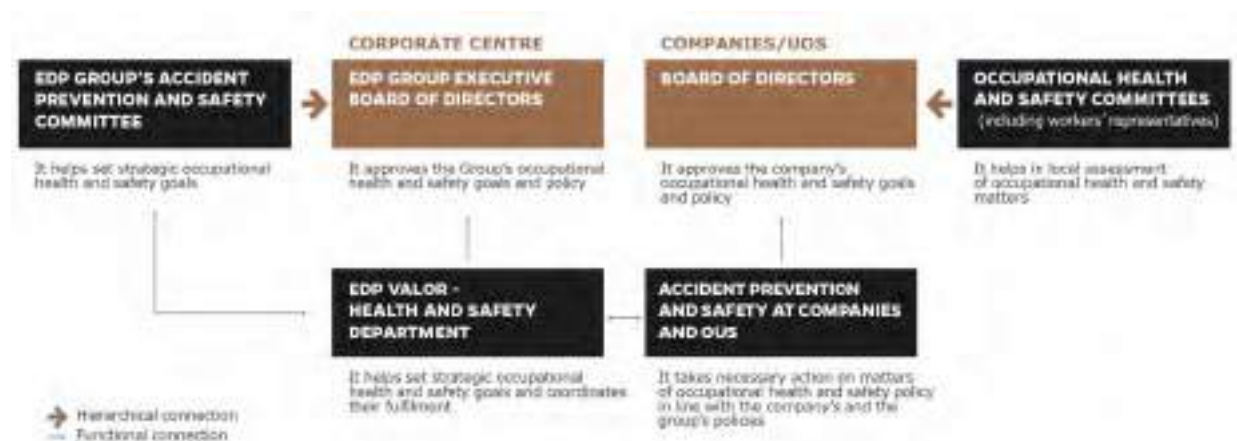 CORPORATE CENTRE
COMPANIES/UOS
EDP GROUP'S ACCIDENT
PREVENTION AND SAFETY
COMMITTEE
EDP GROUP EXECUTIVE
BOARD OF DIRECTORS
BOARD OF DIRECTORS
OCCUPATIONAL HEALTH
AND SAFETY COMMITTEES
(including workers' representatives)
It helps set strategic occupational
health and safety goals
It approves the Group's occupational
health and safety goals and policy
It approves the company's
occupational health and safety goals
and policy
It helps in local assessment
of occupational health and safety
matters
EDP VALOR -
HEALTH AND SAFETY
DEPARTMENT
ACCIDENT PREVENTION
AND SAFETY AT COMPANIES
AND OUS
It helps set strategic occupational
health and safety goals and coordinates
their fulfilment
It takes necessary action on matters
of occupational health and safety policy
in line with the company's and the
group's policies
Hierarchical connection
Functional connection